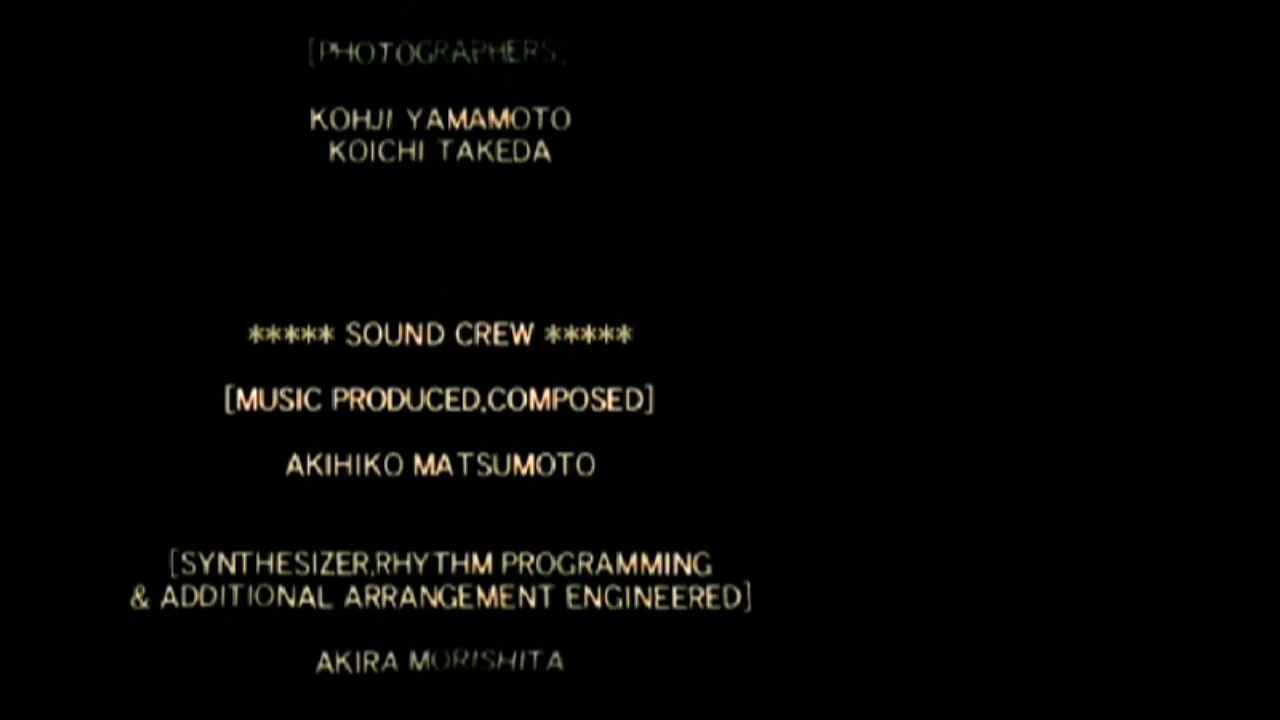 [PHOTOGRAPHERS]
KOHJI YAMAMOTO
KOICHI TAKEDA
***** SOUND CREW *****
[MUSIC PRODUCED,COMPOSED]
AKIHIKO MATSUMOTO
[SYNTHESIZER,RHYTHM PROGRAMMING
& ADDITIONAL ARRANGEMENT ENGINEERED]
AKIRA MORISHITA